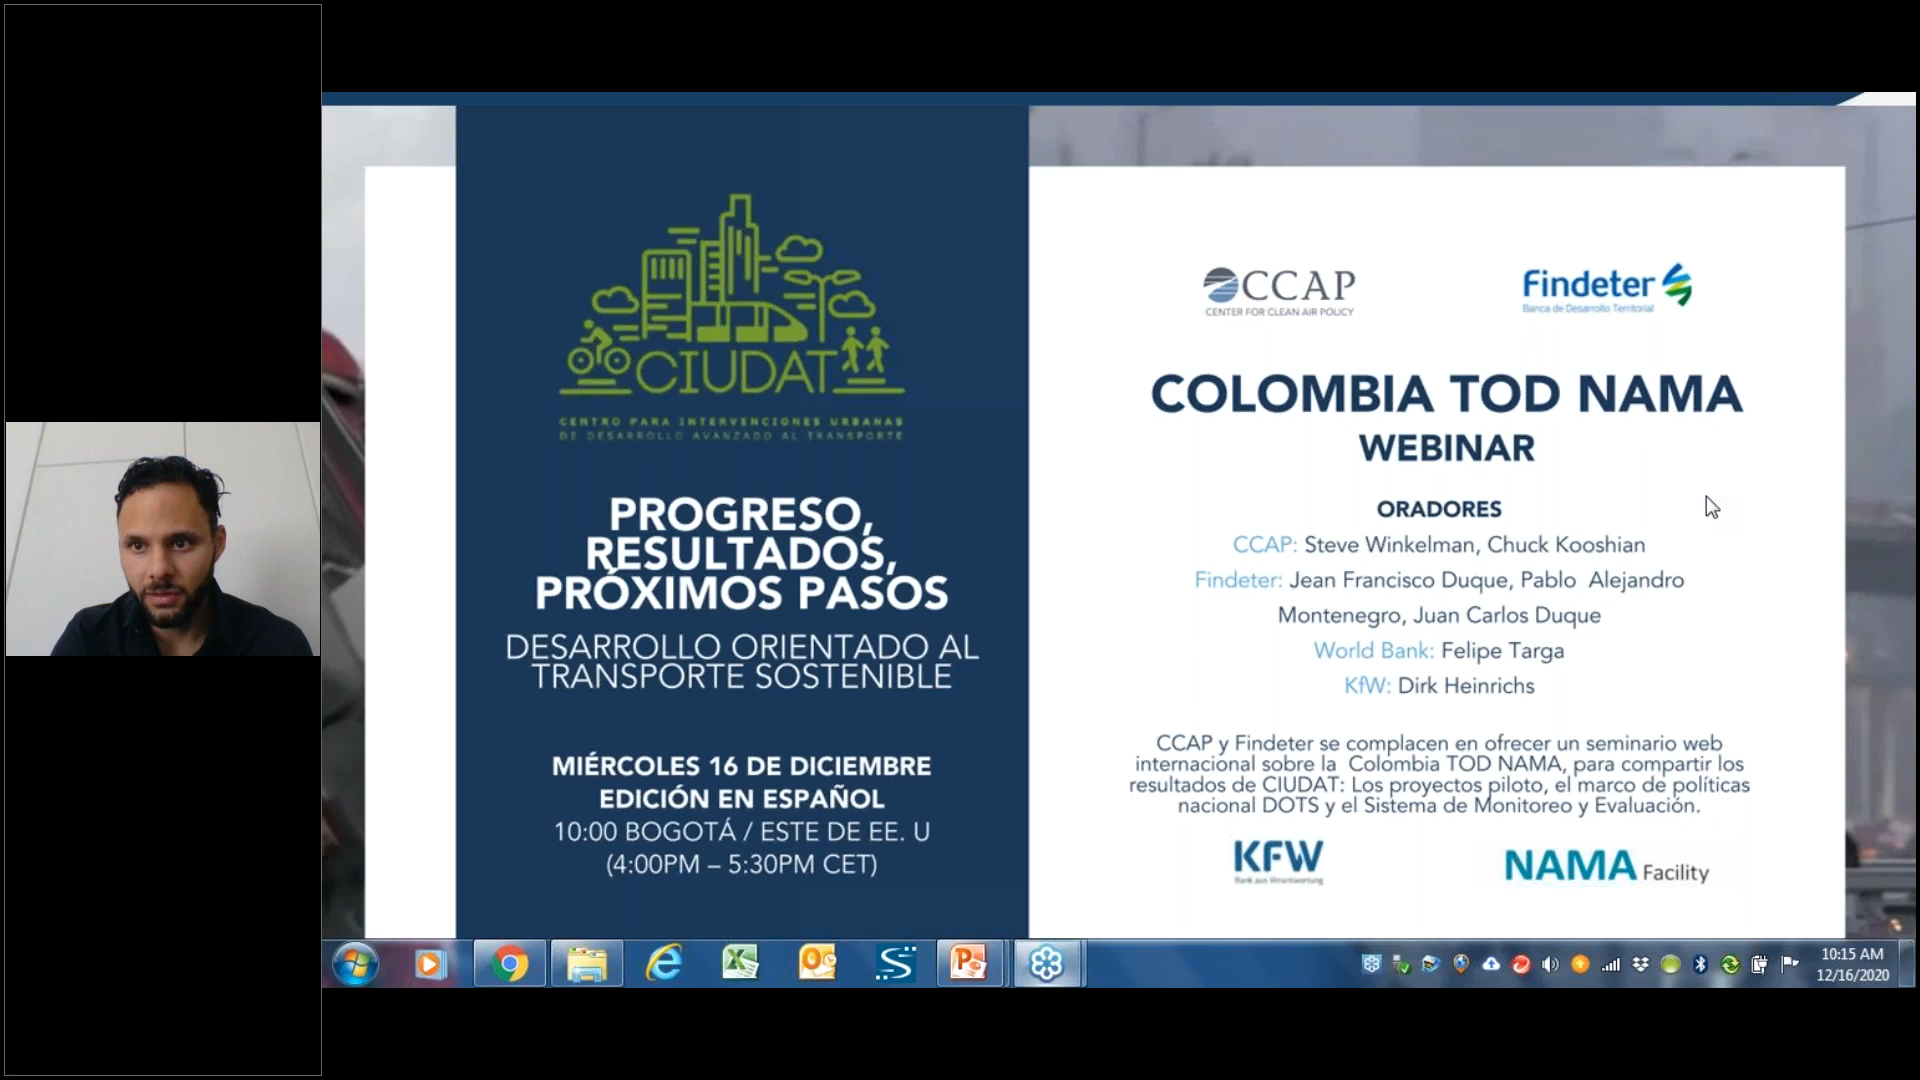 CIUDAT
CENTRO PARA INTERVENCIONES URBANAS
DE DESARROLLO AVANZADO AL TRANSPORTE
PROGRESO,
RESULTADOS,
PRÓXIMOS PASOS
DESARROLLO ORIENTADO AL
TRANSPORTE SOSTENIBLE
MIÉRCOLES 16 DE DICIEMBRE
EDICIÓN EN ESPAÑOL
10:00 BOGOTÁ / ESTE DE EE. U
(4:00PM – 5:30PM CET)
CCAP
CENTER FOR CLEAN AIR POLICY
Findeter
Banca de Desarrollo Territorial
COLOMBIA TOD NAMA
WEBINAR
ORADORES
CCAP: Steve Winkelman, Chuck Kooshian
Findeter: Jean Francisco Duque, Pablo Alejandro
Montenegro, Juan Carlos Duque
World Bank: Felipe Targa
KfW: Dirk Heinrichs
CCAP y Findeter se complacen en ofrecer un seminario web
internacional sobre la Colombia TOD NAMA, para compartir los
resultados de CIUDAT: Los proyectos piloto, el marco de políticas
nacional DOTS y el Sistema de Monitoreo y Evaluación.
KFW
Bank aus Verantwortung
NAMA Facility
10:15 AM
12/16/2020